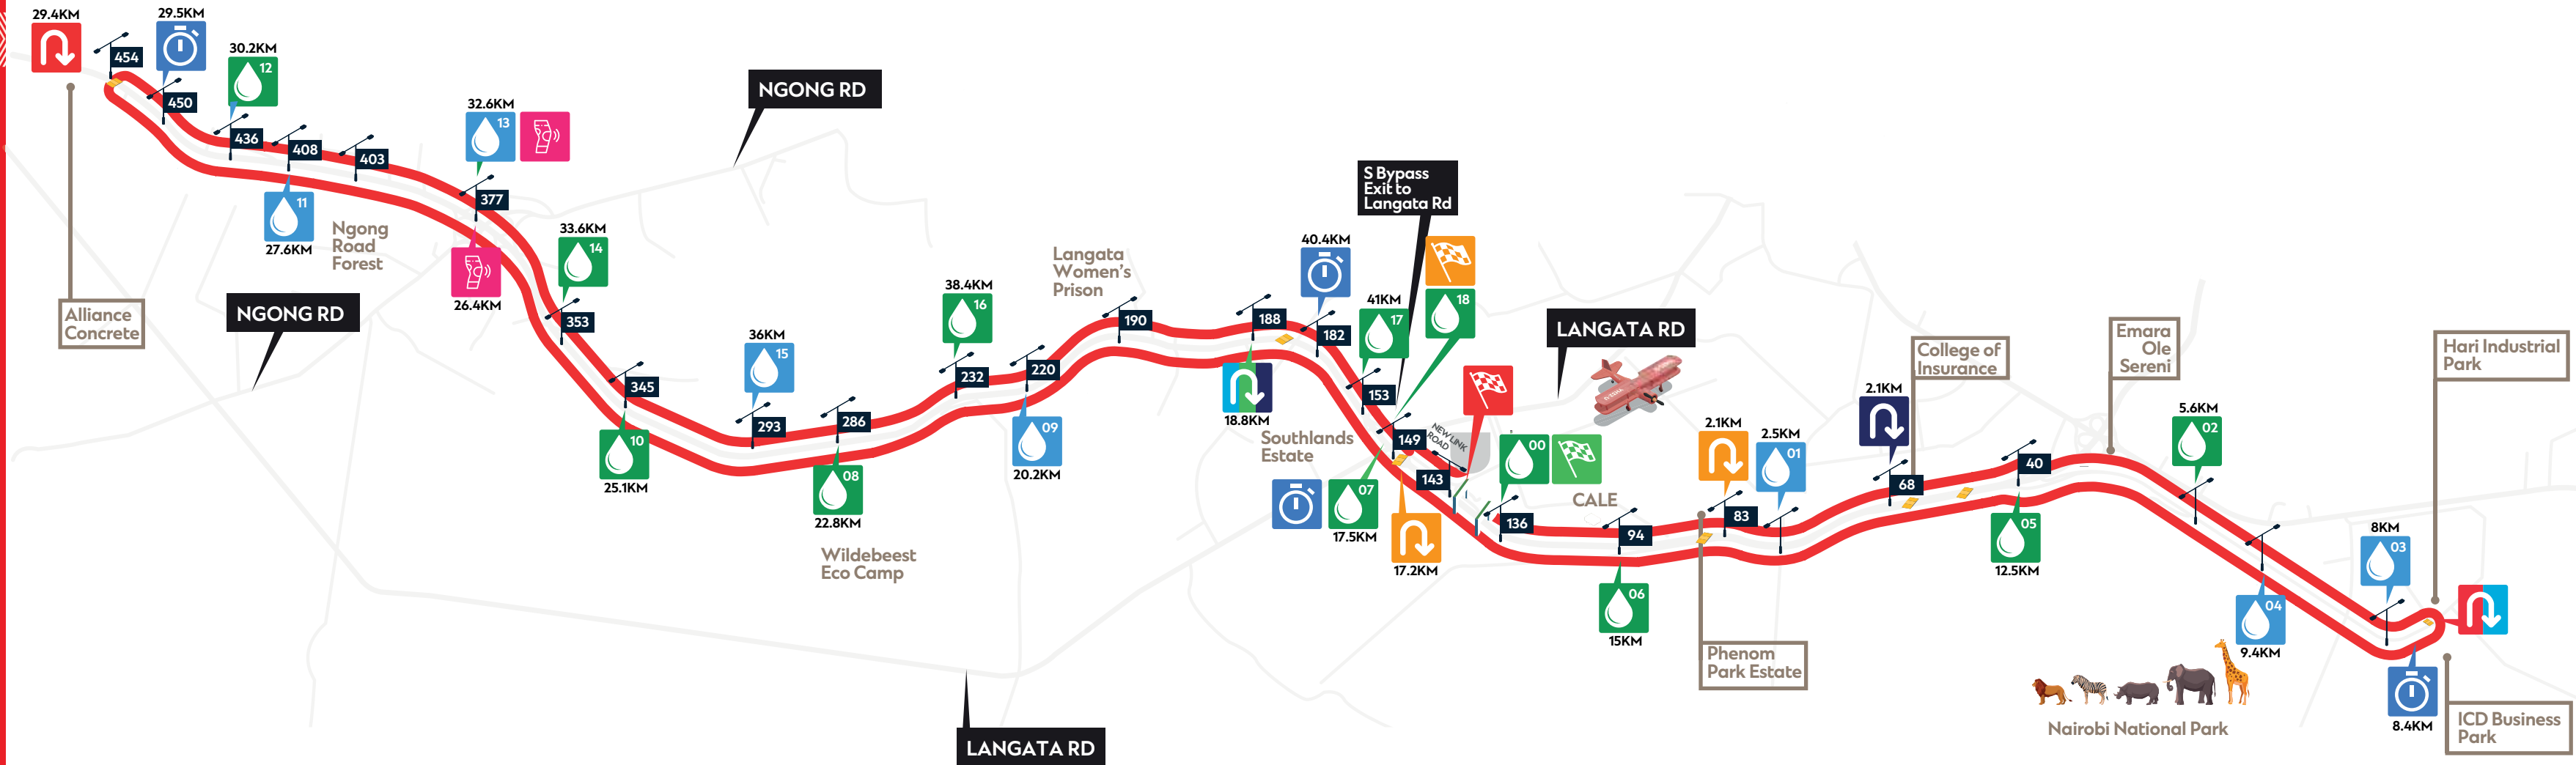 29.4KM
454
29.5KM
450
30.2KM
12
436
408
403
11
27.6KM
Ngong
Road
Forest
Alliance
Concrete
NGONG RD
32.6KM
13
377
26.4KM
33.6KM
14
353
NGONG RD
345
10
25.1KM
36KM
15
293
286
08
22.8KM
Wildebeest
Eco Camp
38.4KM
16
232
220
09
20.2KM
LANGATA RD
Langata
Women's
Prison
190
188
18.8KM
40.4KM
182
S Bypass
Exit to
Langata Rd
41KM
17
18
153
Southlands
Estate
149
NEW LINK
ROAD
143
07
17.5KM
17.2KM
00
136
LANGATA RD
CALE
94
06
15KM
2.1KM
83
2.5KM
01
Phenom
Park Estate
2.1KM
68
College of
Insurance
40
05
12.5KM
Emara
Ole
Sereni
5.6KM
02
04
9.4KM
Nairobi National Park
8KM
03
8.4KM
Hari Industrial
Park
ICD Business
Park